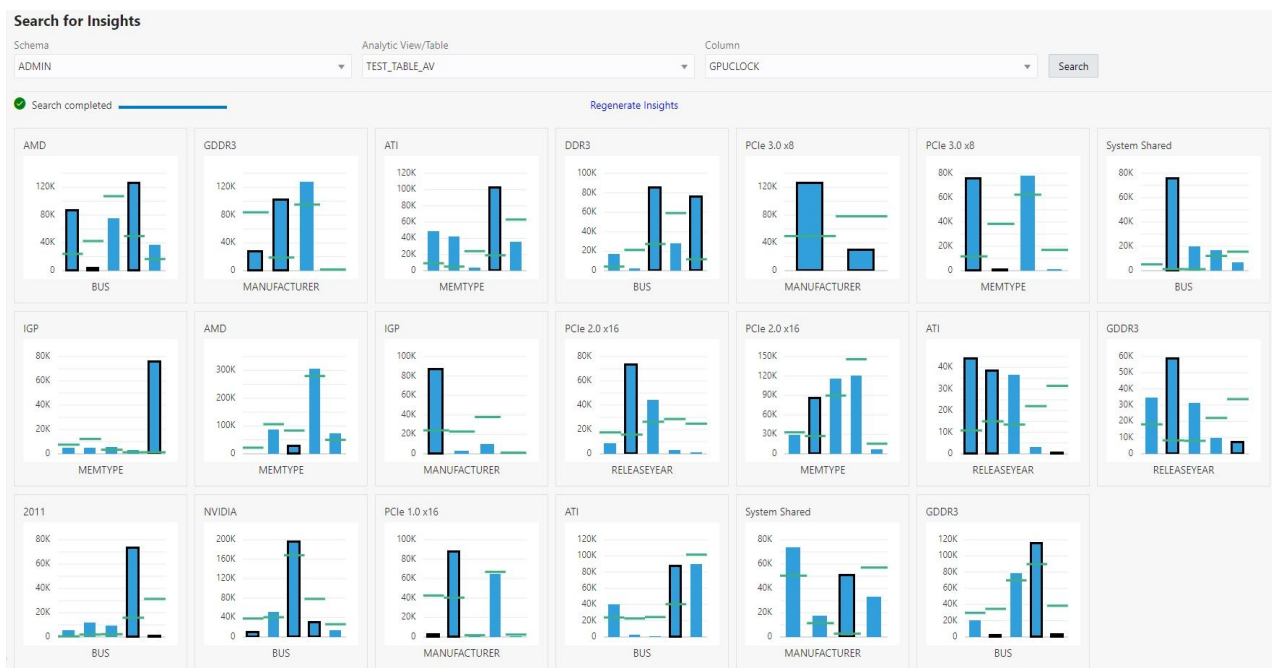 Search for Insights
Schema
Analytic View/Table
Column
ADMIN
TEST_TABLE_AV
GPUCLOCK
Search
Search completed
Regenerate Insights
AMD
120K
80K
40K
0
BUS
GDDR3
120K
80K
40K
0
MANUFACTURER
ATI
120K
100K
80K
60K
40K
20K
0
MEMTYPE
DDR3
100K
80K
60K
40K
20K
0
BUS
PCIe 3.0 x8
120K
80K
40K
0
MANUFACTURER
PCIe 3.0 x8
80K
60K
40K
20K
0
MEMTYPE
System Shared
80K
60K
40K
20K
0
BUS
IGP
80K
60K
40K
20K
0
MEMTYPE
AMD
300K
200K
100K
0
MEMTYPE
IGP
100K
80K
60K
40K
20K
0
MANUFACTURER
PCIe 2.0 x16
80K
60K
40K
20K
0
RELEASEYEAR
PCIe 2.0 x16
150K
120K
90K
60K
30K
0
MEMTYPE
ATI
40K
30K
20K
10K
0
RELEASEYEAR
GDDR3
60K
50K
40K
30K
20K
10K
0
RELEASEYEAR
2011
80K
60K
40K
20K
0
BUS
NVIDIA
200K
160K
120K
80K
40K
0
BUS
PCIe 1.0 x16
100K
80K
60K
40K
20K
0
MANUFACTURER
ATI
120K
100K
80K
60K
40K
20K
0
BUS
System Shared
80K
60K
40K
20K
0
MANUFACTURER
GDDR3
120K
100K
80K
60K
40K
20K
0
BUS